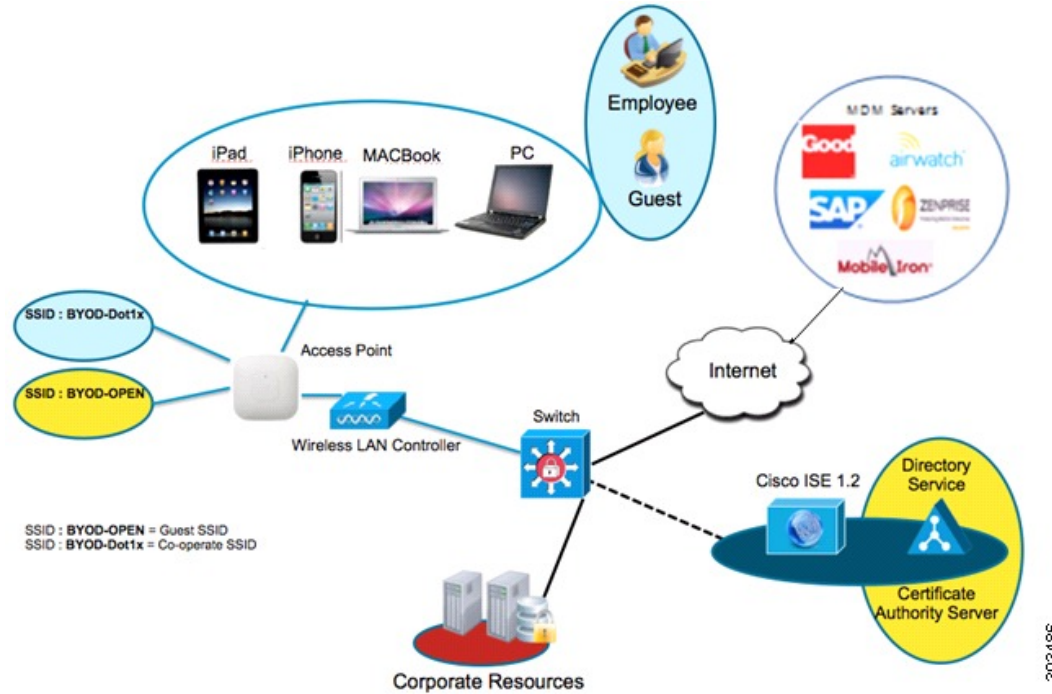 Employee
Guest
MDM Servers
Good
airwatch
SAP
ZENPRISE
MobileIron
iPad
iPhone
MACBook
PC
SSID : BYOD-Dot1x
SSID : BYOD-OPEN
Access Point
Wireless LAN Controller
Internet
Switch
Cisco ISE 1.2
Directory
Service
Certificate
Authority Server
SSID : BYOD-OPEN = Guest SSID
SSID : BYOD-Dot1x = Co-operate SSID
Corporate Resources